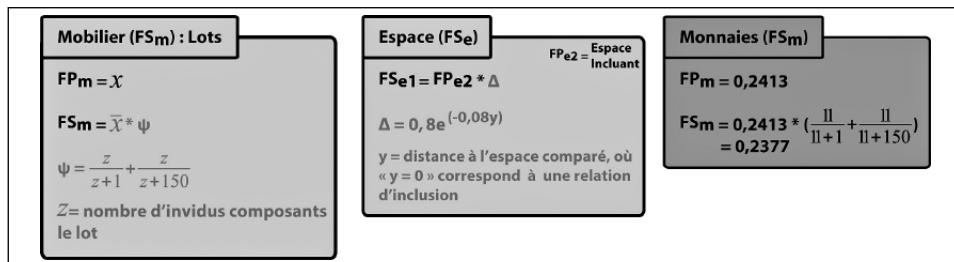 Mobilier (FSm) : Lots
FPm = x
FSm = x̅ * ψ
ψ = z/(z+1) + z/(z+150)
Z= nombre d'invidus composants
le lot
Espace (FSe)
FPe2 = Espace Incluant
FSe1 = FPe2 * Δ
Δ = 0, 8e^(-0,08y)
y = distance à l'espace comparé, où
« y = 0 » correspond à une relation
d'inclusion
Monnaies (FSm)
FPm = 0,2413
FSm = 0,2413 * (11/(11+1) + 11/(11+150))
= 0,2377